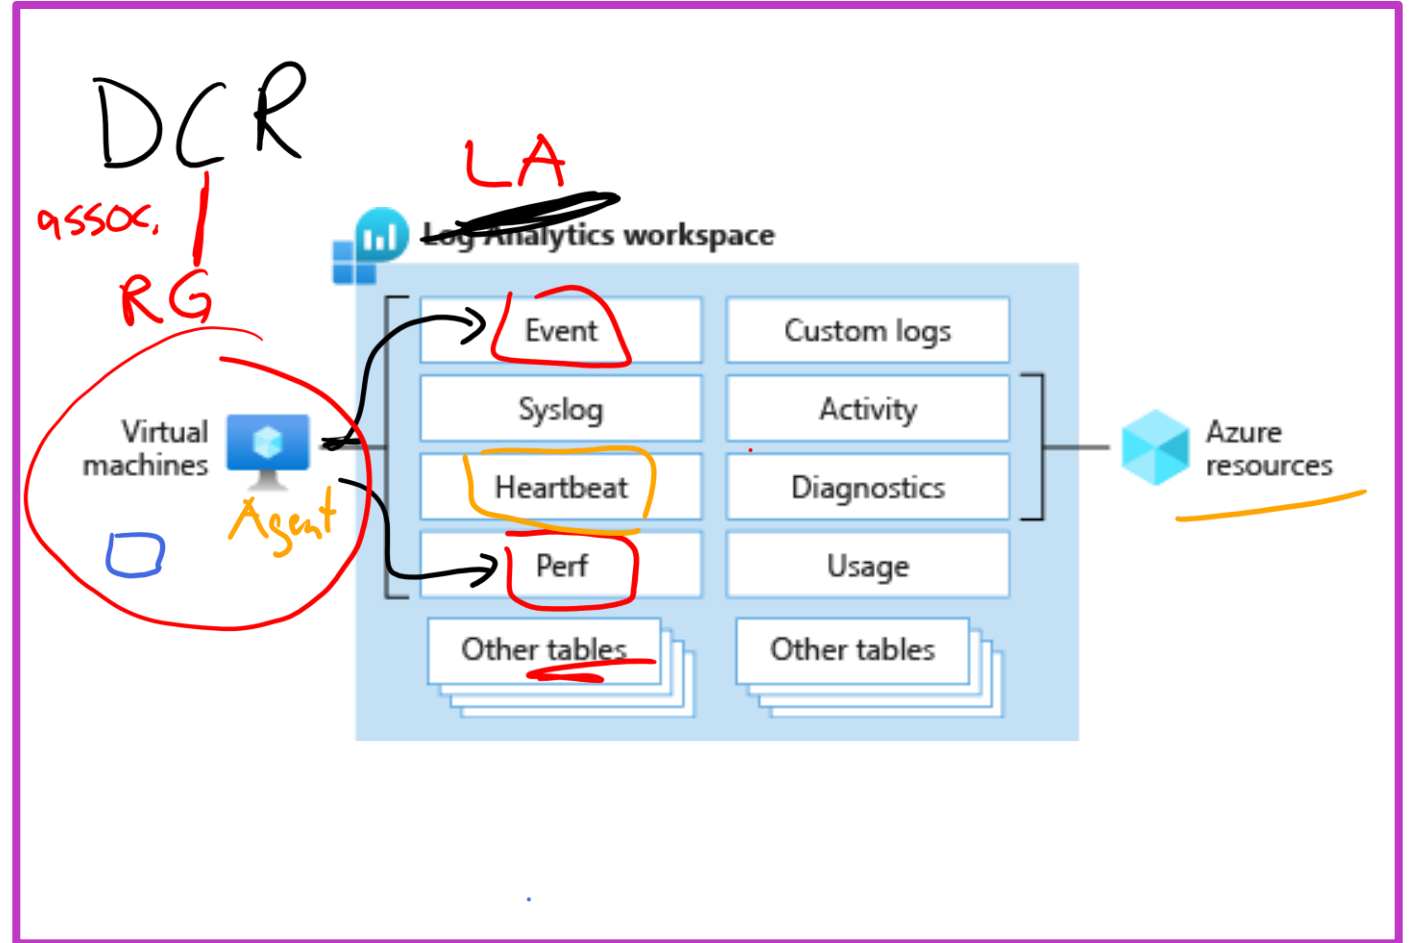 DCR
assoc.
RG
LA
Log Analytics workspace
Event
Custom logs
Syslog
Activity
Heartbeat
Diagnostics
Perf
Usage
Other tables
Other tables
Virtual
machines
Agent
Azure
resources